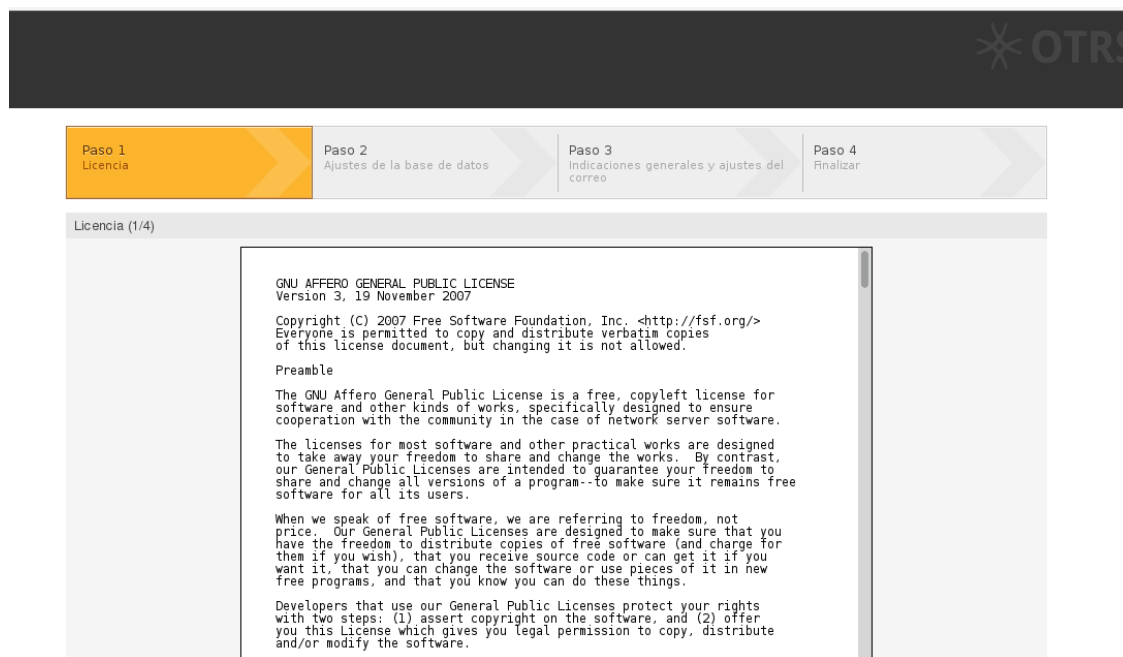 OTRS
Paso 1
Licencia
Paso 2
Ajustes de la base de datos
Paso 3
Indicaciones generales y ajustes del
correo
Paso 4
Finalizar
Licencia (1/4)
GNU AFFERO GENERAL PUBLIC LICENSE
Version 3, 19 November 2007
Copyright (C) 2007 Free Software Foundation, Inc. <http://fsf.org/>
Everyone is permitted to copy and distribute verbatim copies
of this license document, but changing it is not allowed.
Preamble
The GNU Affero General Public License is a free, copyleft license for
software and other kinds of works, specifically designed to ensure
cooperation with the community in the case of network server software.
The licenses for most software and other practical works are designed
to take away your freedom to share and change the works.  By contrast,
our General Public Licenses are intended to guarantee your freedom to
share and change all versions of a program--to make sure it remains free
software for all its users.
When we speak of free software, we are referring to freedom, not
price.  Our General Public Licenses are designed to make sure that you
have the freedom to distribute copies of free software (and charge for
them if you wish), that you receive source code or can get it if you
want it, that you can change the software or use pieces of it in new
free programs, and that you know you can do these things.
Developers that use our General Public Licenses protect your rights
with two steps: (1) assert copyright on the software, and (2) offer
you this License which gives you legal permission to copy, distribute
and/or modify the software.